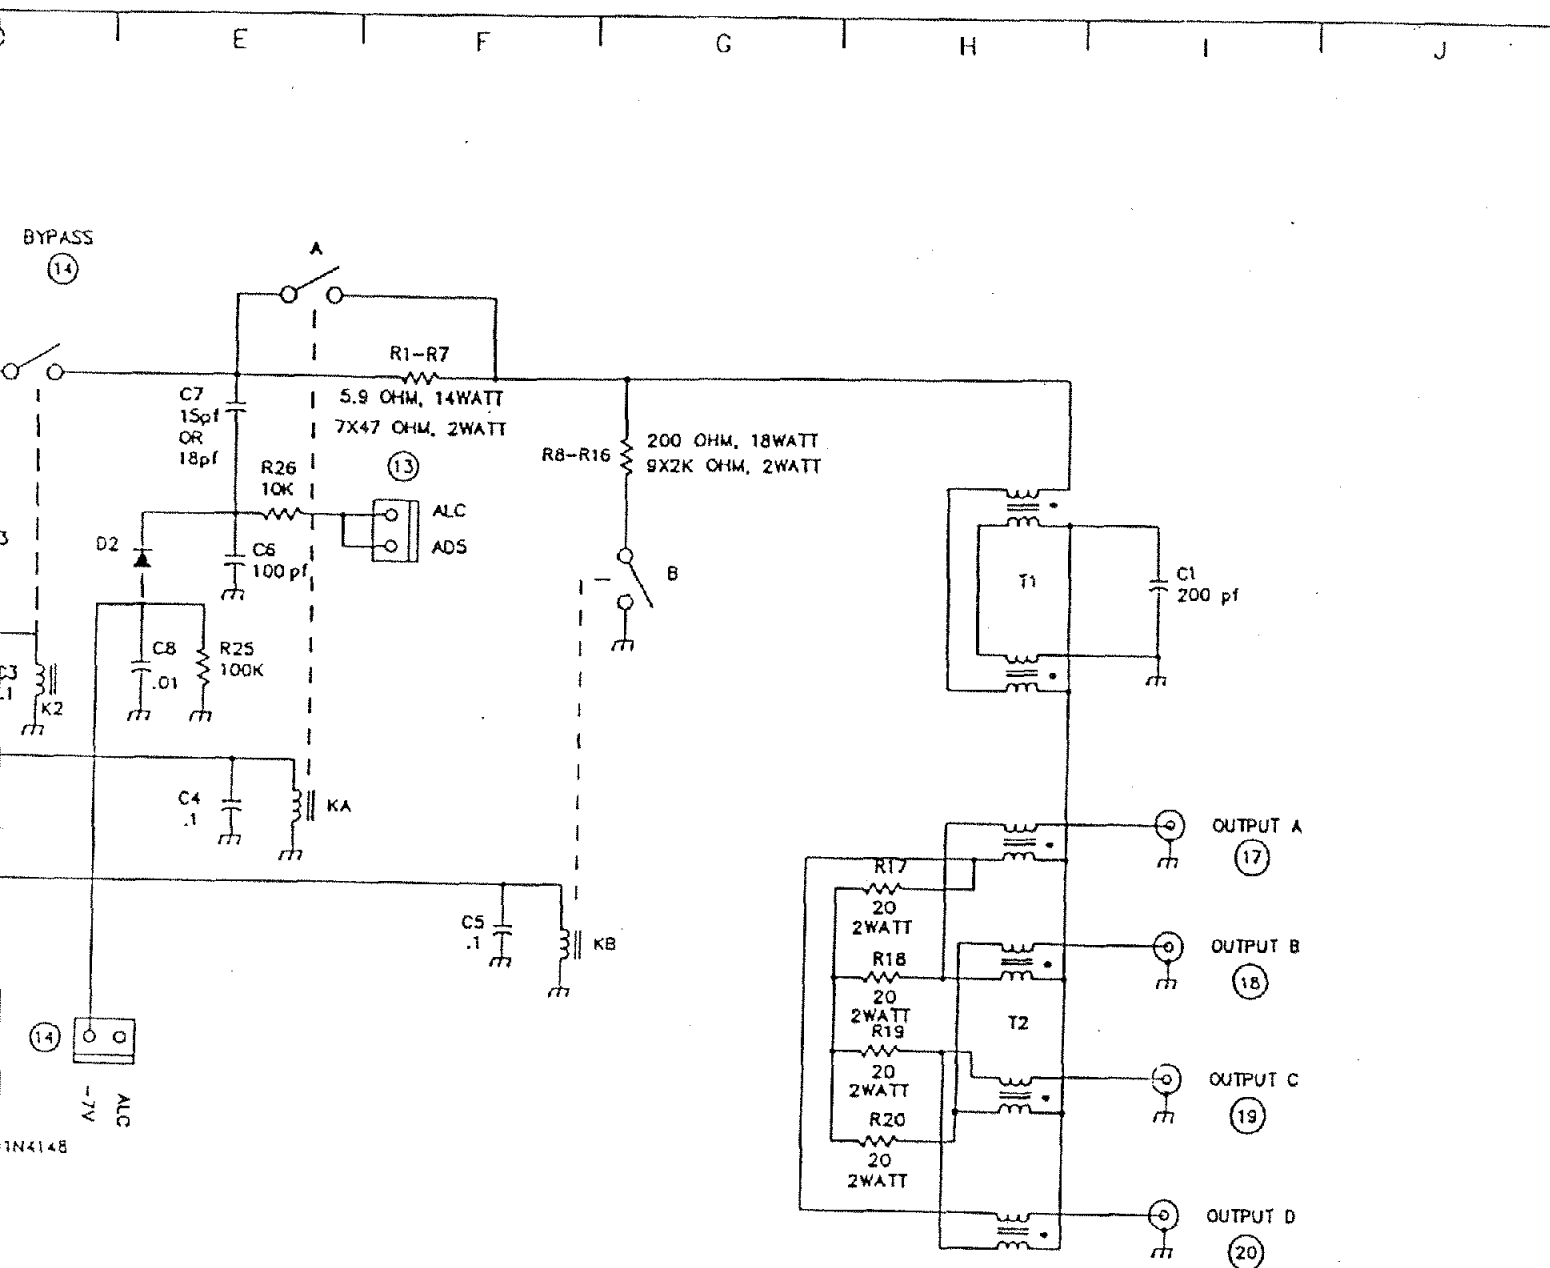 E F G H I J
BYPASS
14
A
R1-R7
5.9 OHM, 14WATT
7X47 OHM, 2WATT
13
C7
15pf
OR
18pf
R26
10K
ALC
ADS
R8-R16
200 OHM, 18WATT
9X2K OHM, 2WATT
D2
C6
100 pf
B
T1
C1
200 pf
C8
.01
R25
100K
K2
C4
.1
KA
C5
.1
KB
R17
20
2WATT
R18
20
2WATT
R19
20
2WATT
R20
20
2WATT
T2
OUTPUT A
17
OUTPUT B
18
OUTPUT C
19
OUTPUT D
20
14
-7V
ALC
1N4148